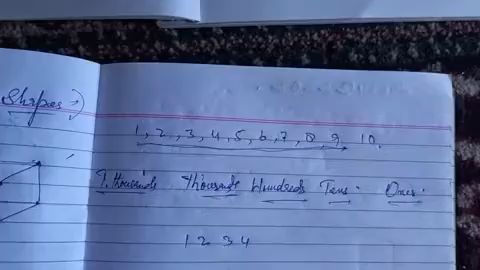 Shapes →
1, 2, 3, 4, 5, 6, 7, 8, 9, 10.
T. thousands Thousands Hundreds Tens. Ones.
1 2 3 4